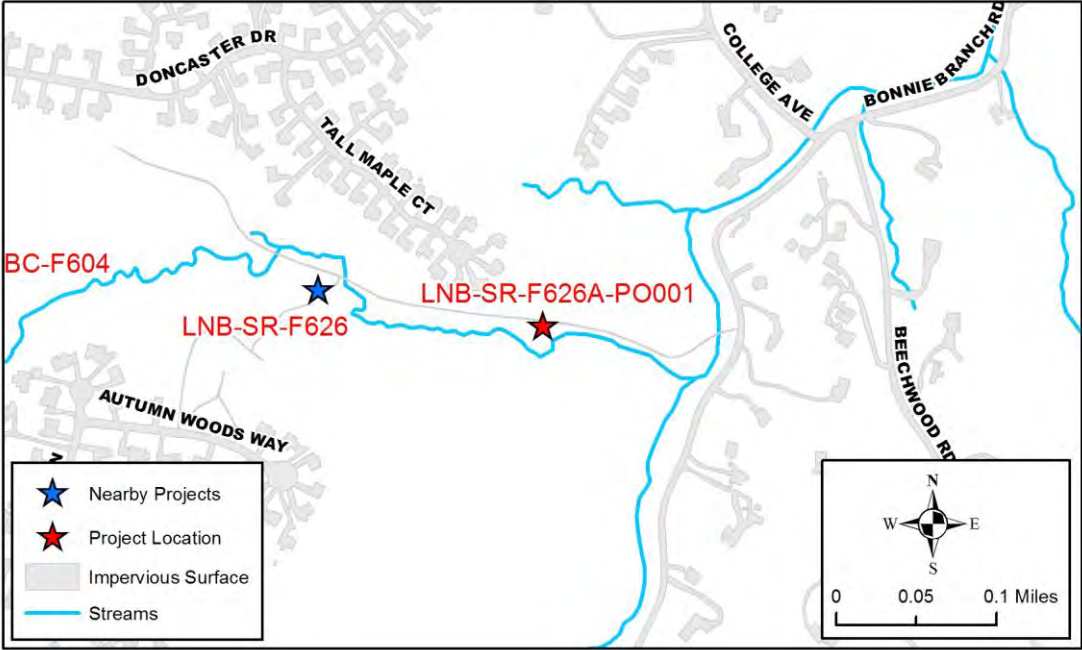 DONCASTER DR
COLLEGE AVE
BONNIE BRANCH RD
TALL MAPLE CT
BC-F604
LNB-SR-F626A-PO001
LNB-SR-F626
BEECHWOOD RD
AUTUMN WOODS WAY
N
Nearby Projects
Project Location
Impervious Surface
Streams
N
W E
S
0 0.05 0.1 Miles